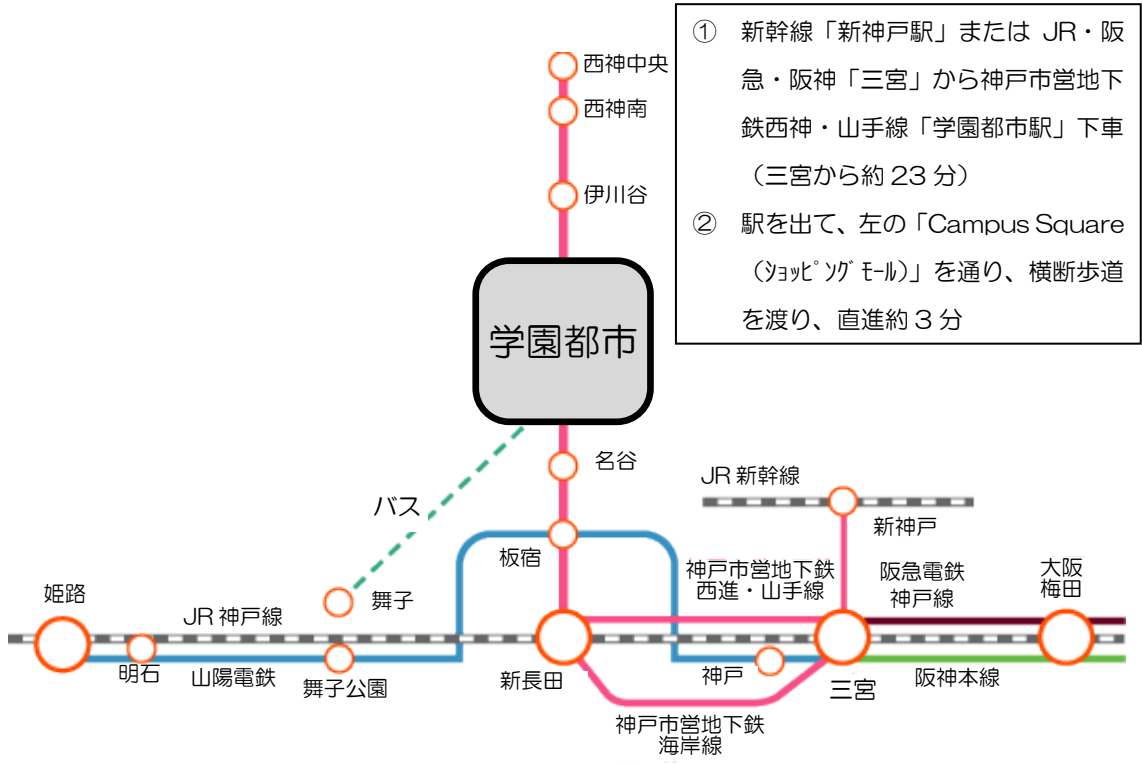 ① 新幹線「新神戸駅」または JR・阪
急・阪神「三宮」から神戸市営地下
鉄西神・山手線「学園都市駅」下車
（三宮から約 23 分）
② 駅を出て、左の「Campus Square
（ｼｮｯﾋﾟﾝｸﾞﾓｰﾙ）」を通り、横断歩道
を渡り、直進約 3 分
西神中央
西神南
伊川谷
学園都市
名谷
バス
JR 新幹線
新神戸
板宿
神戸市営地下鉄
西進・山手線
阪急電鉄
神戸線
大阪
梅田
姫路
舞子
JR 神戸線
明石
山陽電鉄
舞子公園
新長田
神戸
三宮
阪神本線
神戸市営地下鉄
海岸線